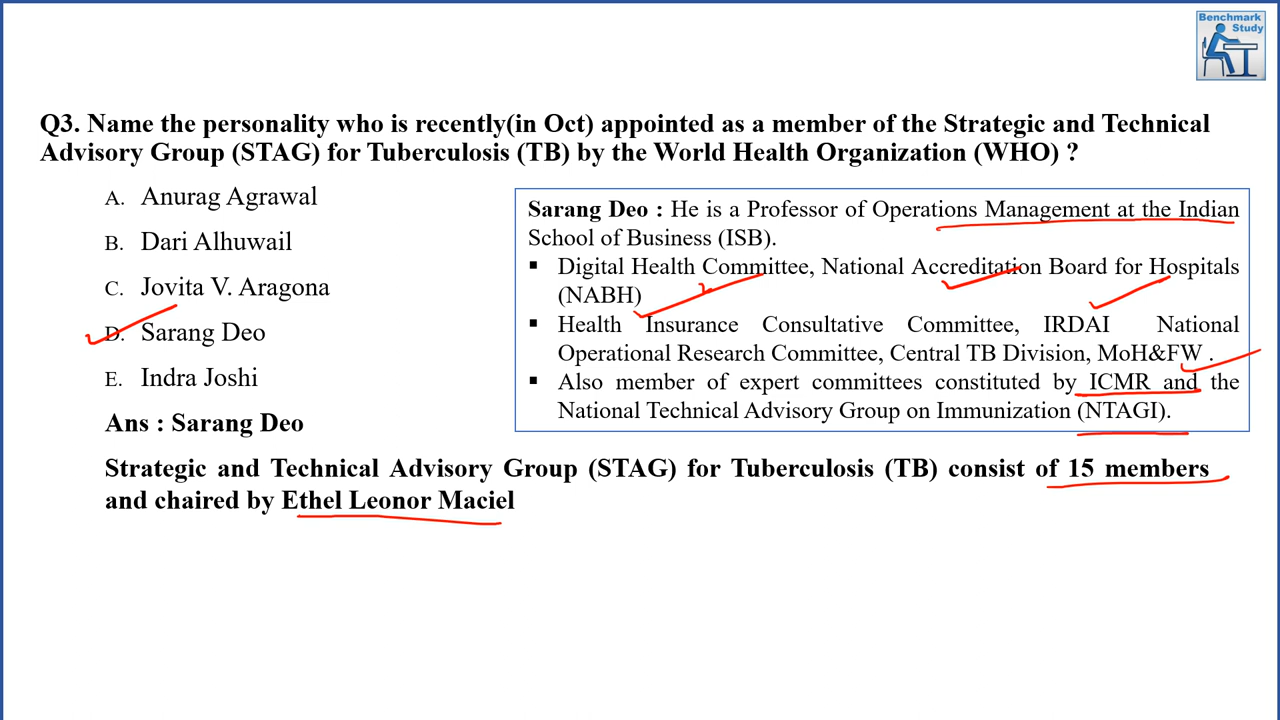 Benchmark
Study
Q3. Name the personality who is recently(in Oct) appointed as a member of the Strategic and Technical
Advisory Group (STAG) for Tuberculosis (TB) by the World Health Organization (WHO) ?
A. Anurag Agrawal
B. Dari Alhuwail
C. Jovita V. Aragona
D. Sarang Deo
E. Indra Joshi
Ans : Sarang Deo
Sarang Deo : He is a Professor of Operations Management at the Indian
School of Business (ISB).
▪ Digital Health Committee, National Accreditation Board for Hospitals
(NABH)
▪ Health Insurance Consultative Committee, IRDAI National
Operational Research Committee, Central TB Division, MoH&FW .
▪ Also member of expert committees constituted by ICMR and the
National Technical Advisory Group on Immunization (NTAGI).
Strategic and Technical Advisory Group (STAG) for Tuberculosis (TB) consist of 15 members
and chaired by Ethel Leonor Maciel